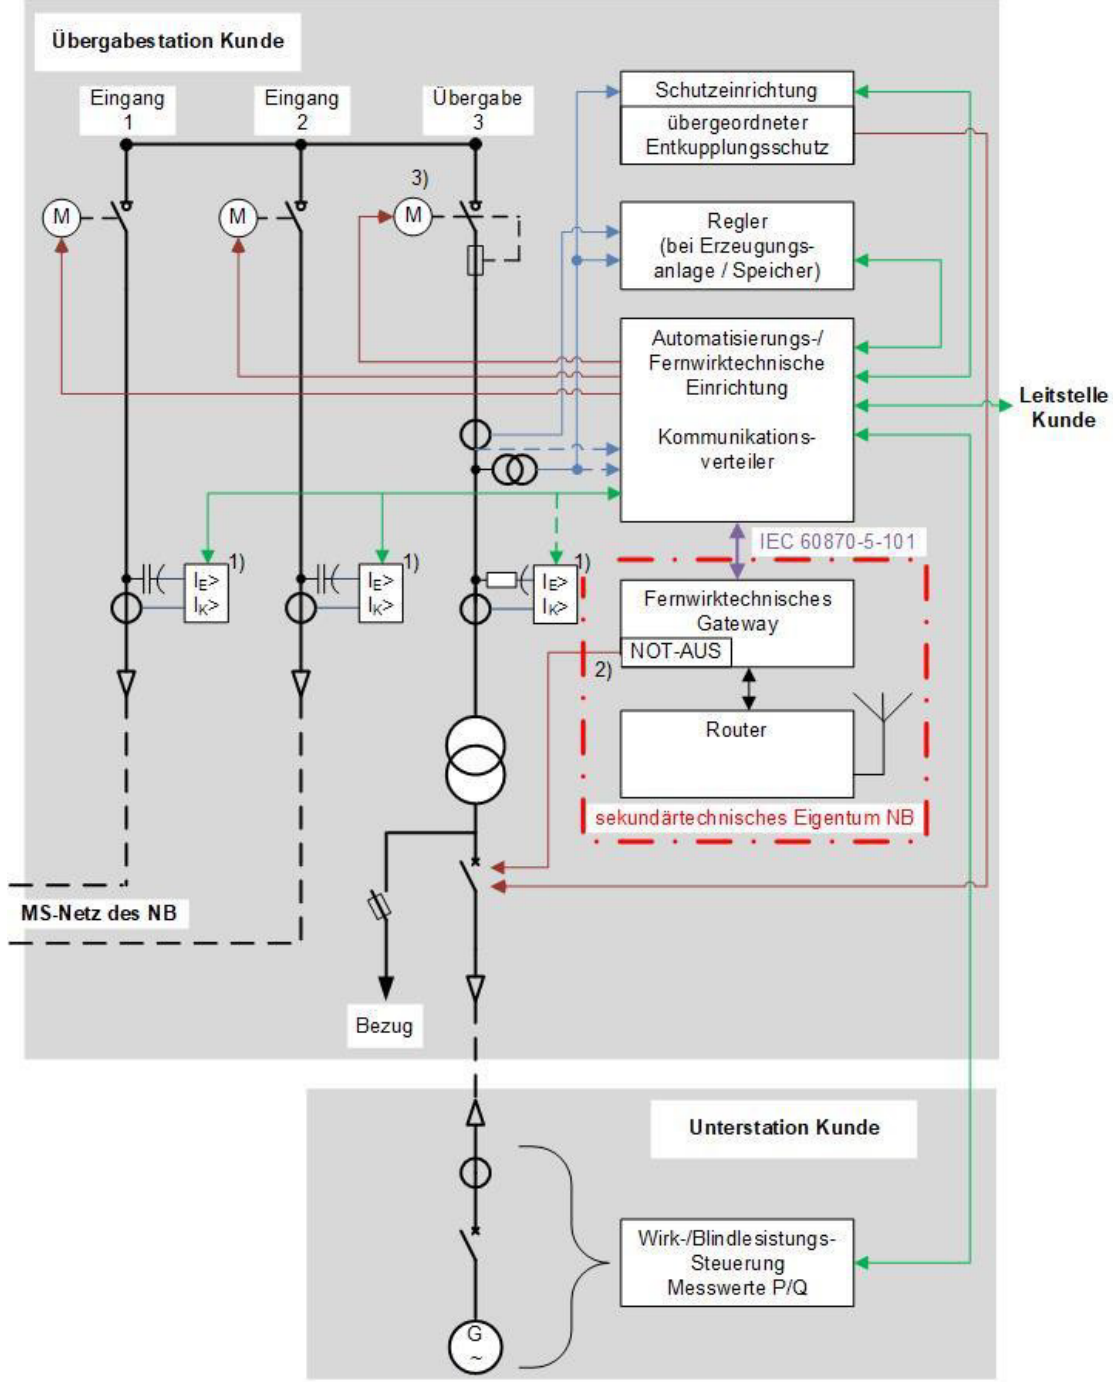 Übergabestation Kunde
Eingang
1
Eingang
2
Übergabe
3
Schutzeinrichtung
übergeordneter
Entkupplungsschutz
3)
M
M
M
Regler
(bei Erzeugungs-
anlage / Speicher)
Automatisierungs-/
Fernwirktechnische
Einrichtung
Kommunikations-
verteiler
Leitstelle
Kunde
IEC 60870-5-101
1)
IE>
IK>
1)
IE>
IK>
1)
IE>
IK>
Fernwirktechnisches
Gateway
NOT-AUS
2)
Router
sekundärtechnisches Eigentum NB
MS-Netz des NB
Bezug
Unterstation Kunde
Wirk-/Blindlesistungs-
Steuerung
Messwerte P/Q
G
~